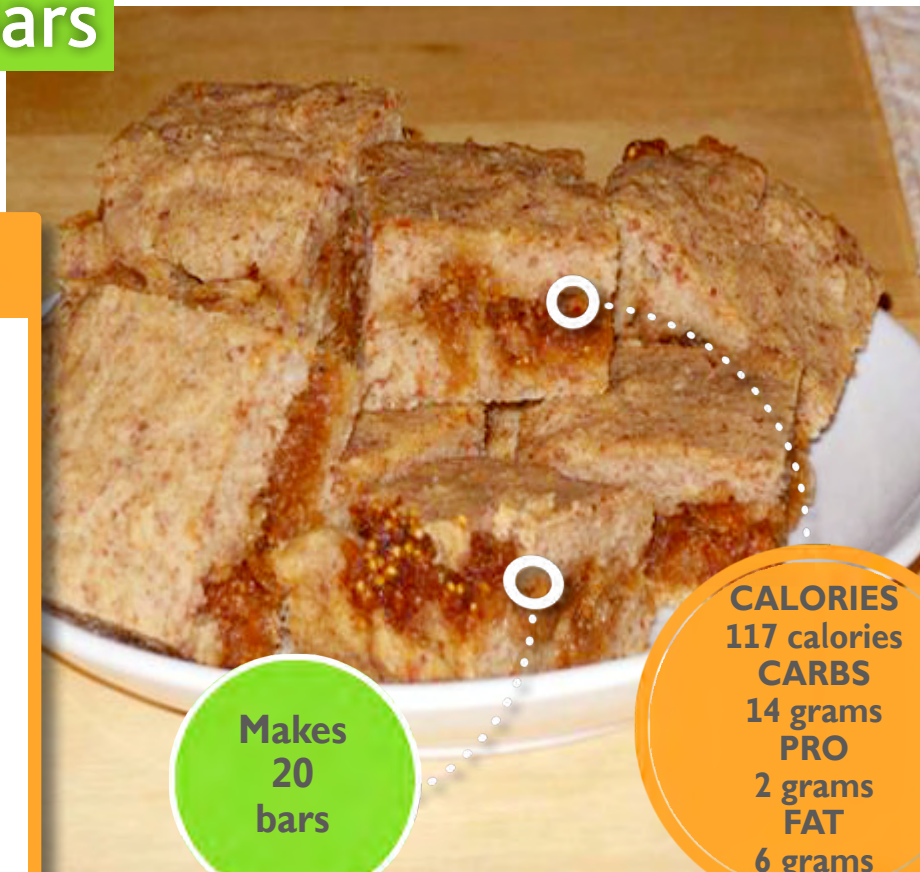 ars
Makes
20
bars
CALORIES
117 calories
CARBS
14 grams
PRO
2 grams
FAT
6 grams